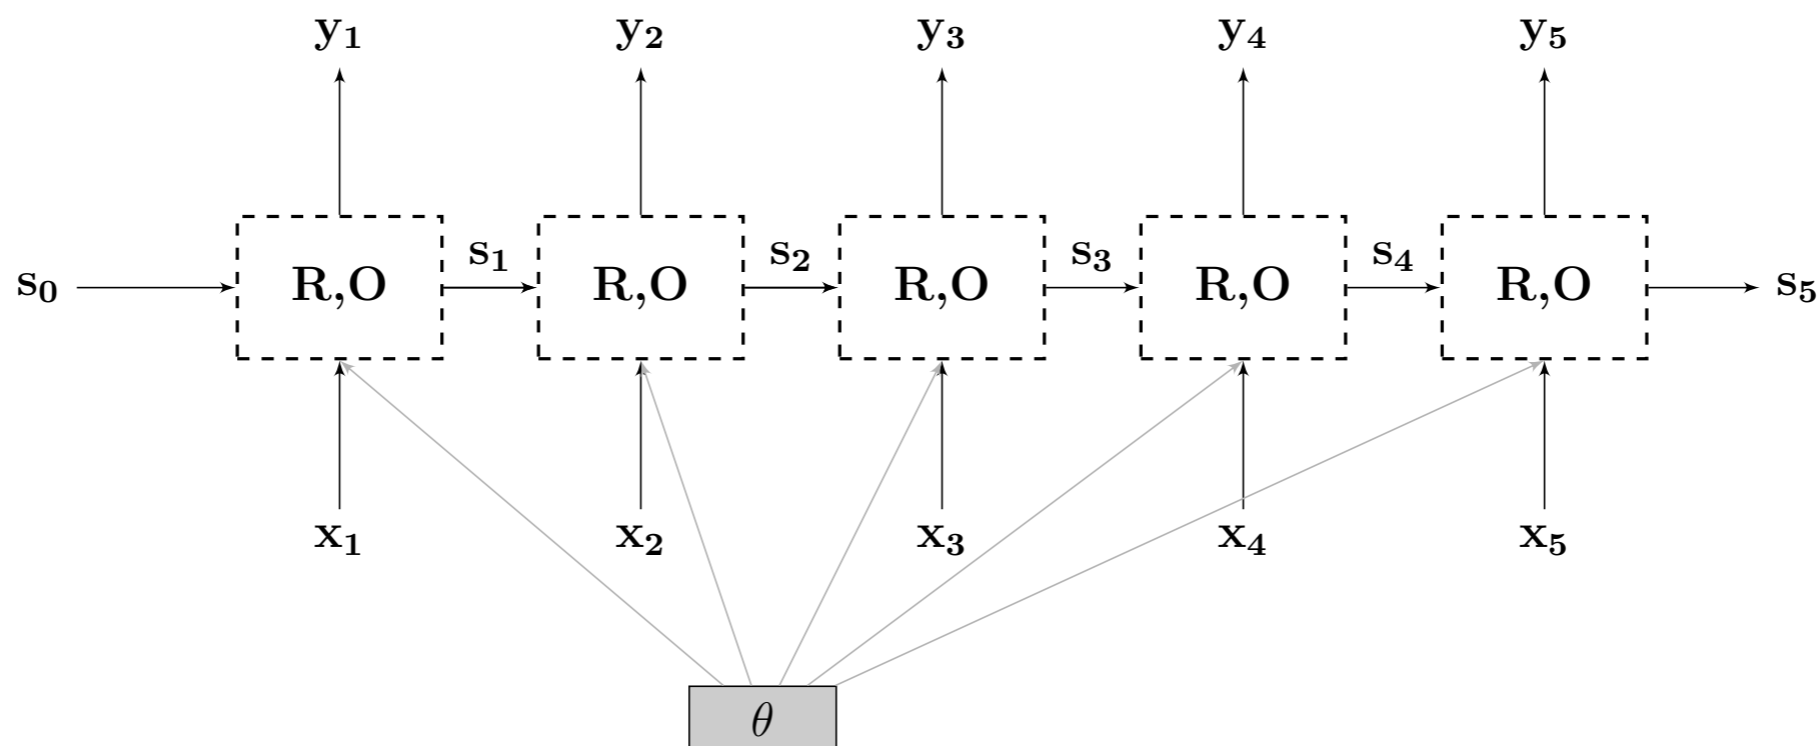 y₁ y₂ y₃ y₄ y₅
s₁ s₂ s₃ s₄
s₀ R,O R,O R,O R,O R,O s₅
x₁ x₂ x₃ x₄ x₅
θ